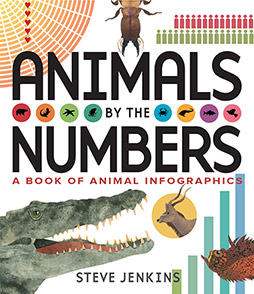 ANIMALS
BY THE
NUMBERS
A BOOK OF ANIMAL INFOGRAPHICS
STEVE JENKINS